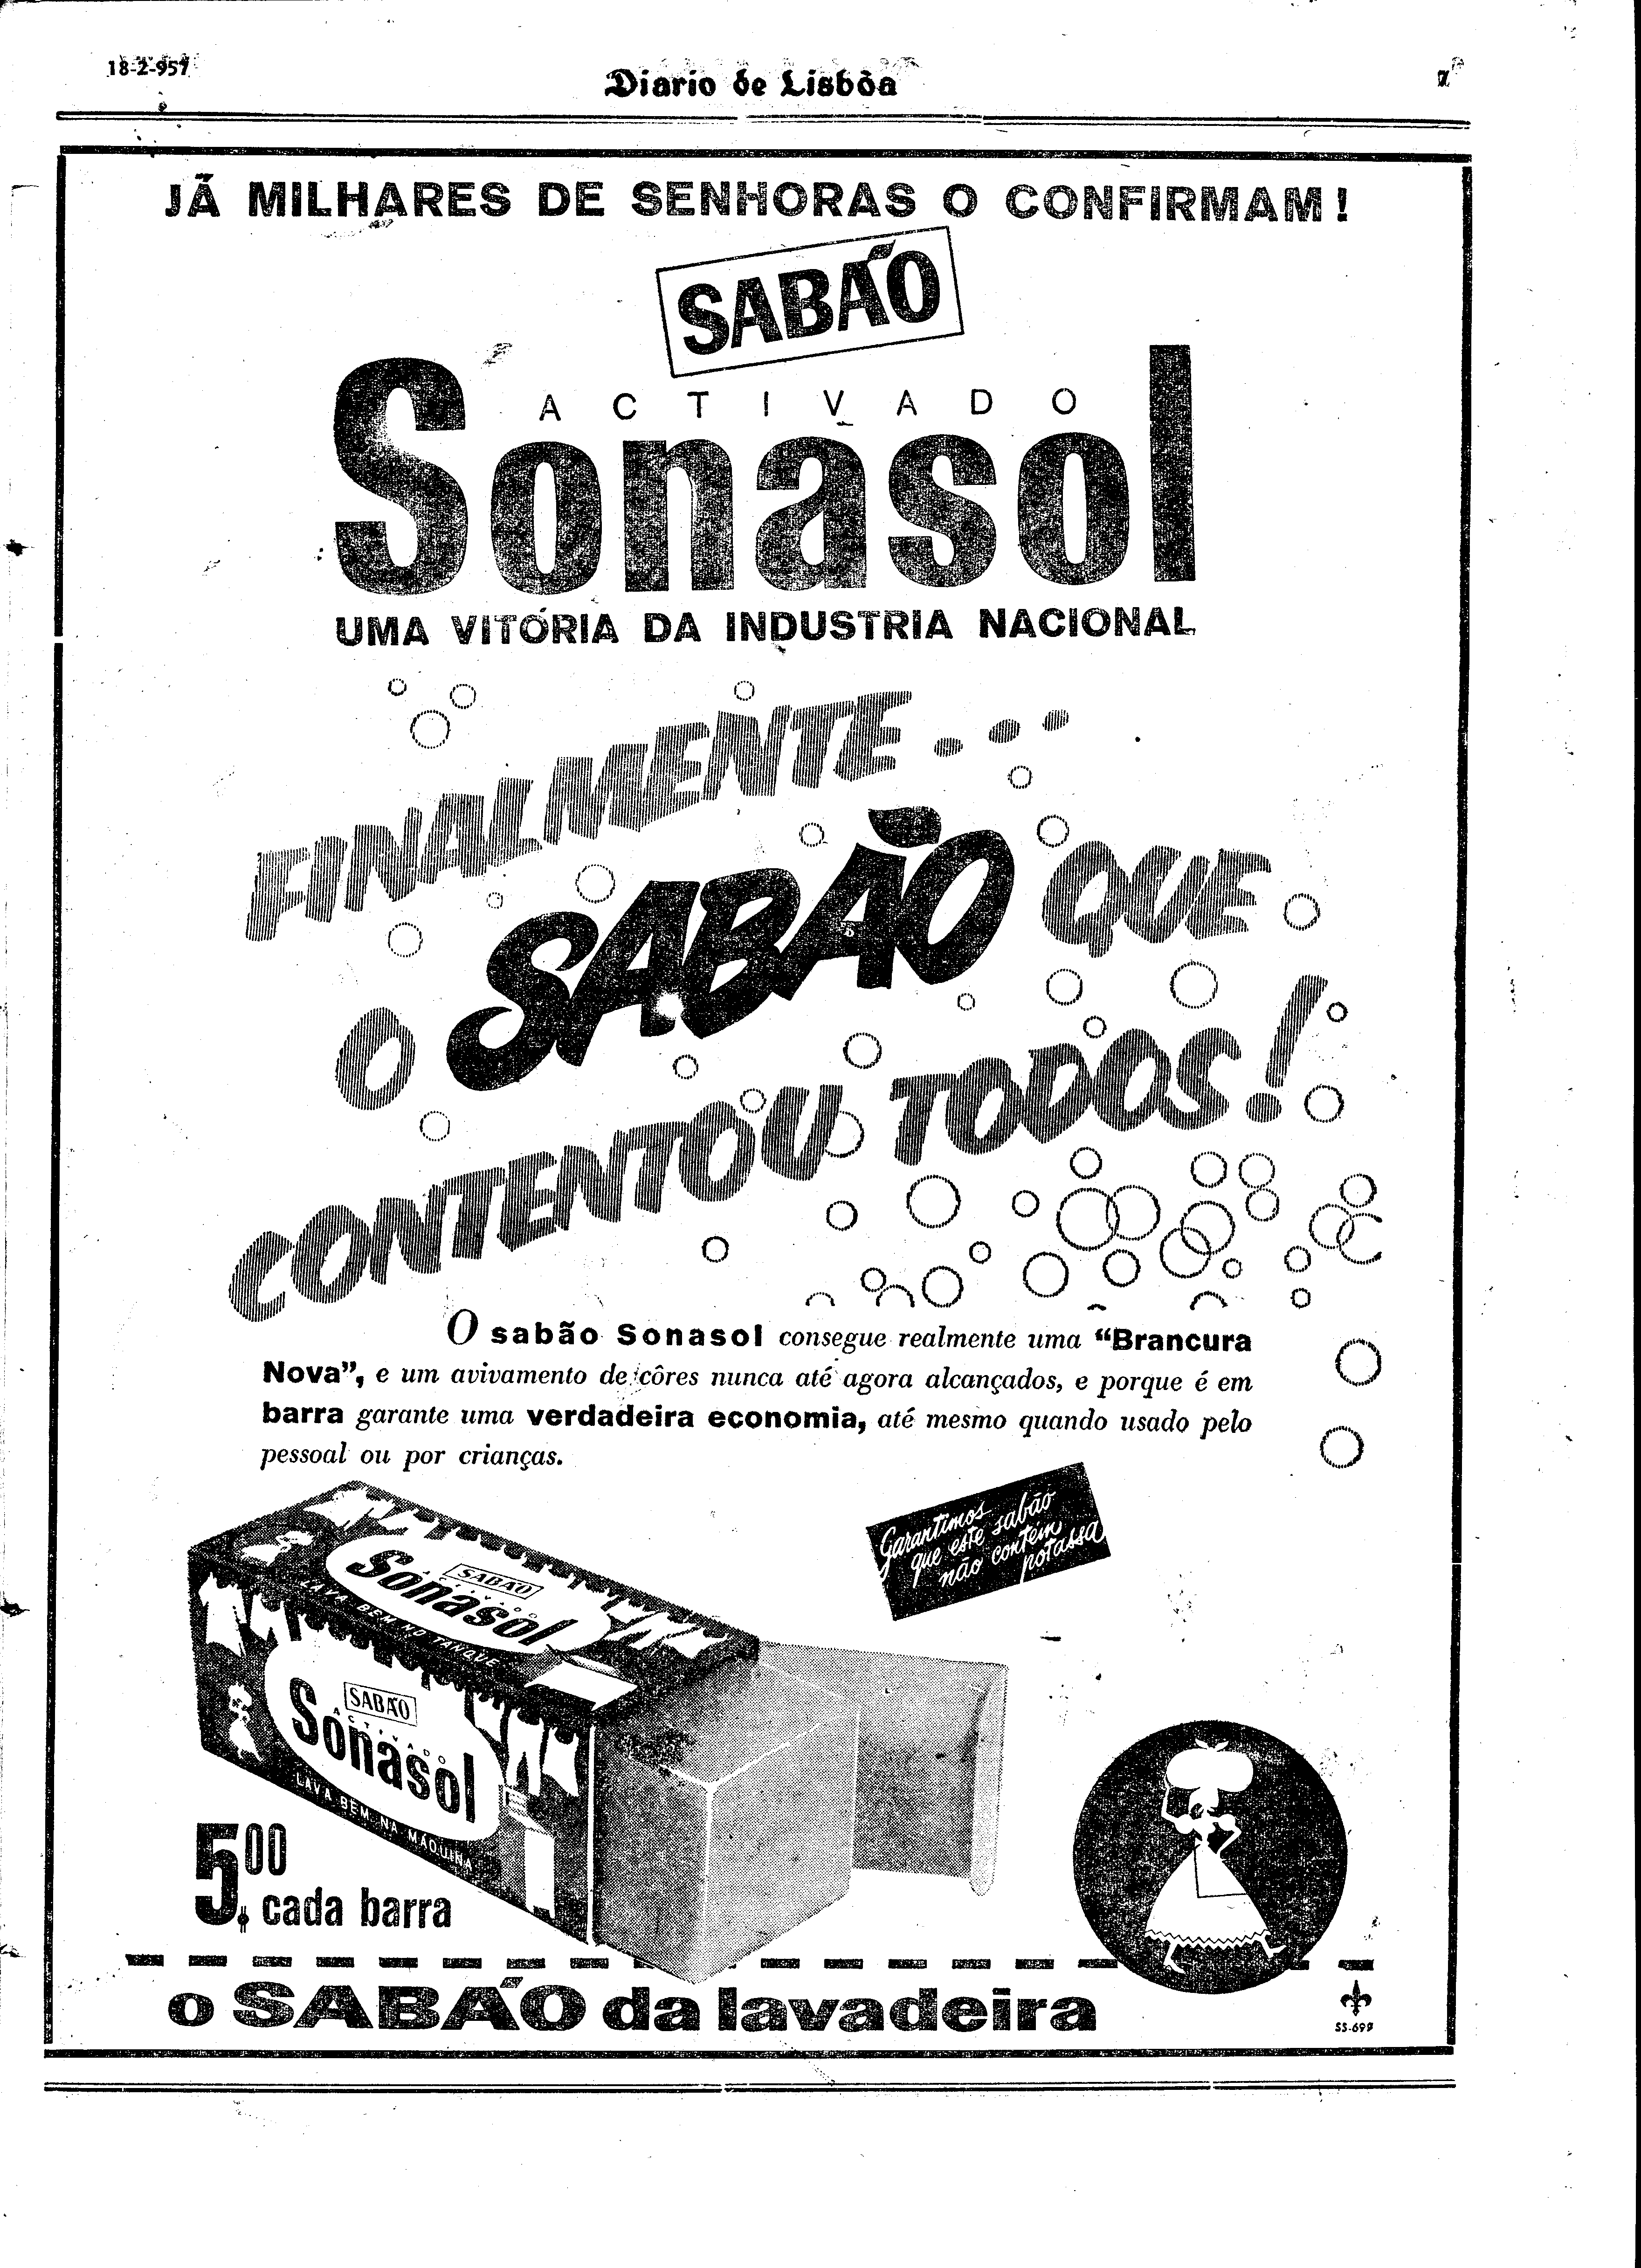 18-2-957
Diario de Lisbôa
7
JÃ MILHARES DE SENHORAS O CONFIRMAM!
SABÃO
ACTIVADO
Sonasol
UMA VITÓRIA DA INDUSTRIA NACIONAL
FINALMENTE...
O SABÃO QUE
CONTENTOU TODOS!
O sabão Sonasol consegue realmente uma “Brancura
Nova”, e um avivamento de côres nunca até agora alcançados, e porque é em
barra garante uma verdadeira economia, até mesmo quando usado pelo
pessoal ou por crianças.
Garantimos
que este sabão
não contém
potassa
SABÃO
ACTIVADO
Sonasol
LAVA BEM NO TANQUE
SABÃO
ACTIVADO
Sonasol
LAVA BEM NA MÁQUINA
5$00
cada barra
o SABÃO da lavadeira
SS-699